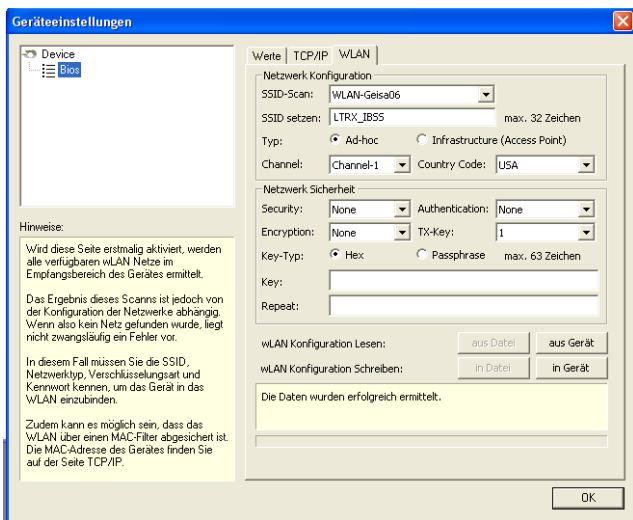 Geräteeinstellungen
Device
Bios
Werte TCP/IP WLAN
Netzwerk Konfiguration
SSID-Scan: WLAN-Geisa06
SSID setzen: LTRX_IBSS max. 32 Zeichen
Typ: Ad-hoc Infrastructure (Access Point)
Channel: Channel-1 Country Code: USA
Netzwerk Sicherheit
Security: None Authentication: None
Encryption: None TX-Key: 1
Key-Typ: Hex Passphrase max. 63 Zeichen
Key:
Repeat:
wLAN Konfiguration Lesen: aus Datei aus Gerät
wLAN Konfiguration Schreiben: in Datei in Gerät
Die Daten wurden erfolgreich ermittelt.
Hinweise:
Wird diese Seite erstmalig aktiviert, werden
alle verfügbaren wLAN Netze im
Empfangsbereich des Gerätes ermittelt.
Das Ergebnis dieses Scanns ist jedoch von
der Konfiguration der Netzwerke abhängig.
Wenn also kein Netz gefunden wurde, liegt
nicht zwangsläufig ein Fehler vor.
In diesem Fall müssen Sie die SSID,
Netzwerktyp, Verschlüsselungsart und
Kennwort kennen, um das Gerät in das
WLAN einzubinden.
Zudem kann es möglich sein, dass das
WLAN über einen MAC-Filter abgesichert ist.
Die MAC-Adresse des Gerätes finden Sie
auf der Seite TCP/IP.
OK